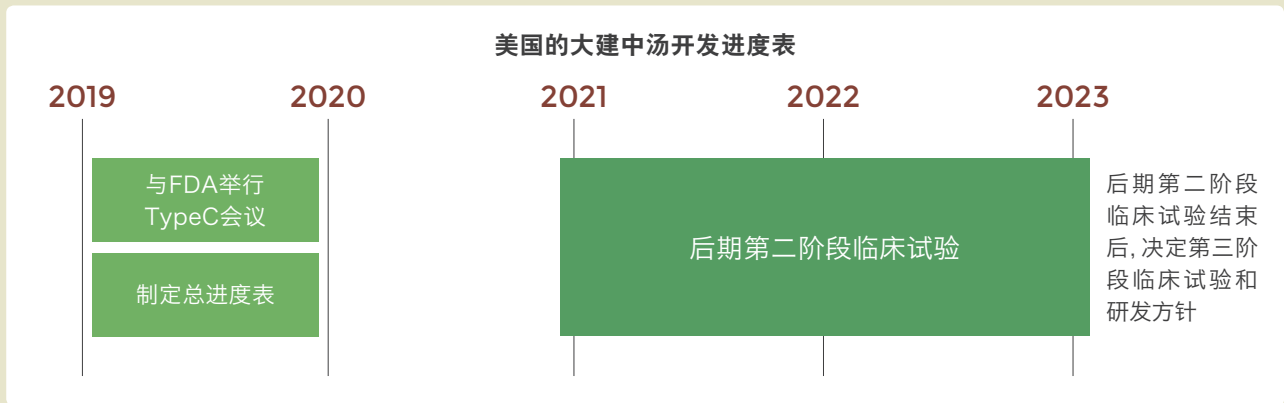 美国的大建中汤开发进度表
2019
2020
2021
2022
2023
与FDA举行
TypeC会议
制定总进度表
后期第二阶段临床试验
后期第二阶段
临床试验结束
后, 决定第三阶
段临床试验和
研发方针